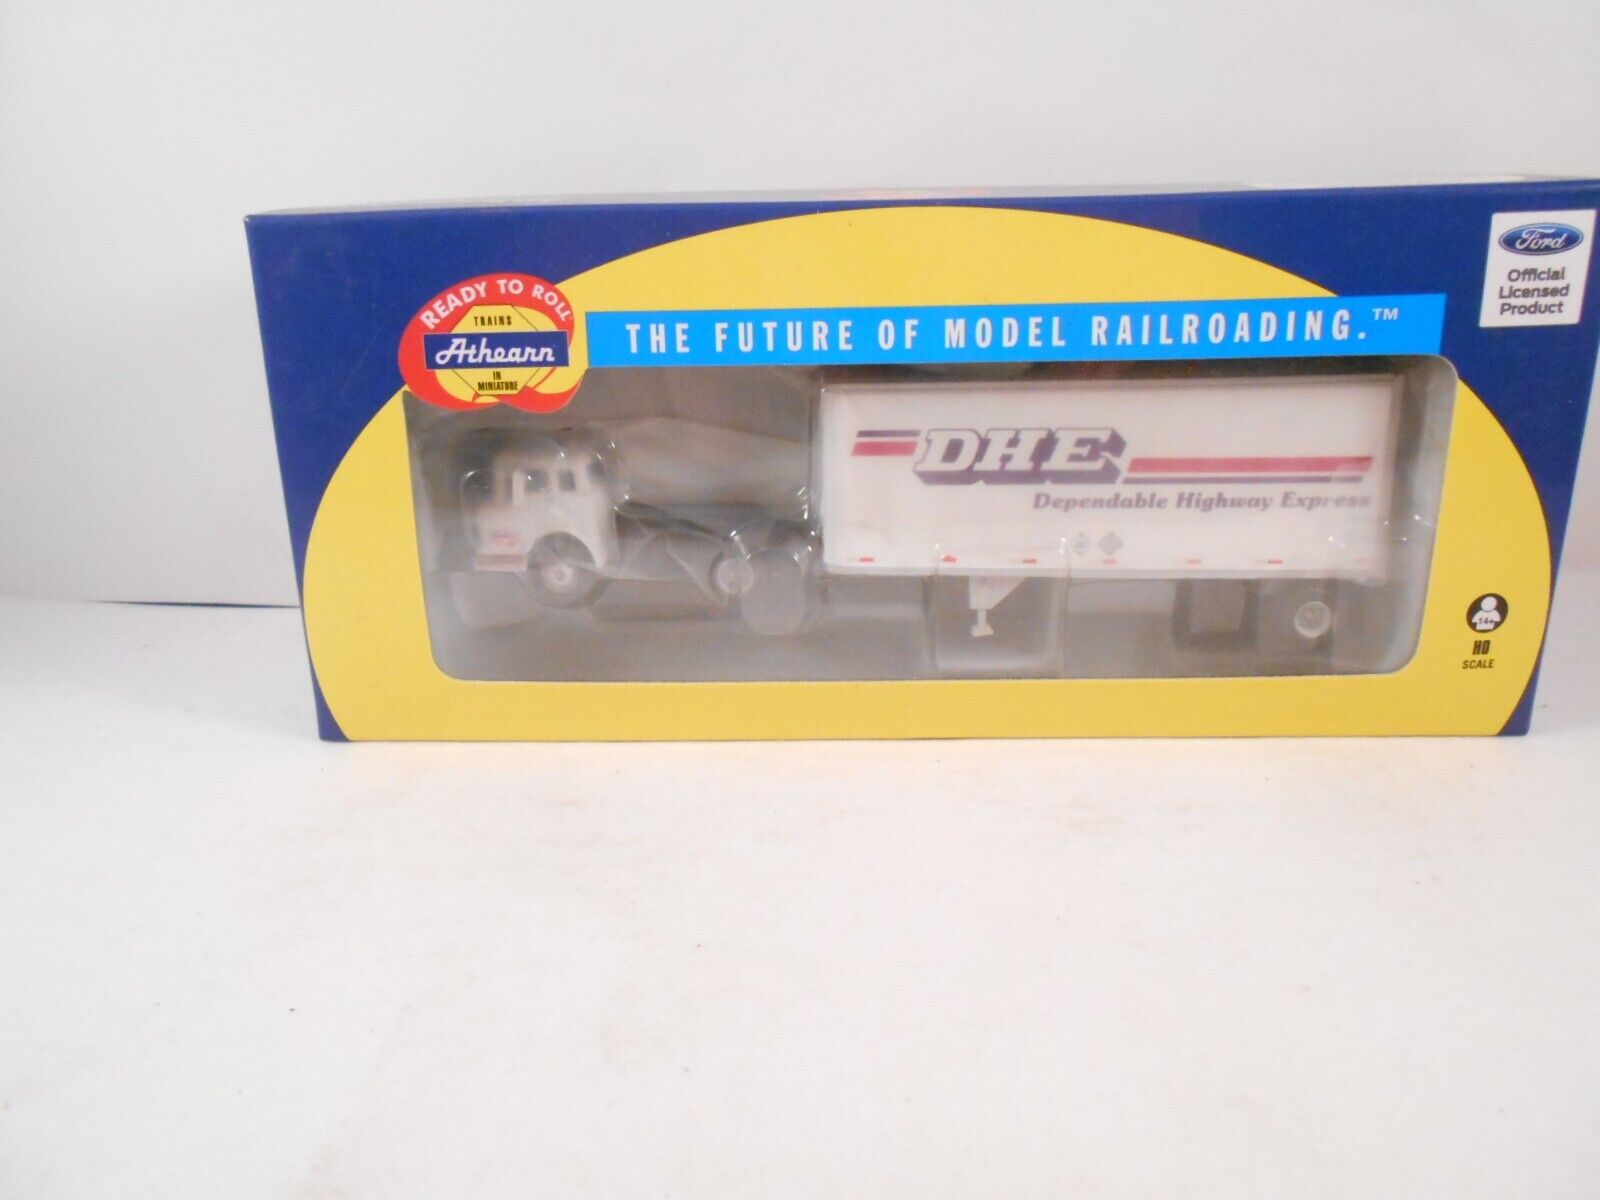 READY TO ROLL
TRAINS
Athearn
IN
MINIATURE
THE FUTURE OF MODEL RAILROADING.™
Ford
Official
Licensed
Product
DHE
Dependable Highway Express
14+
HO
SCALE